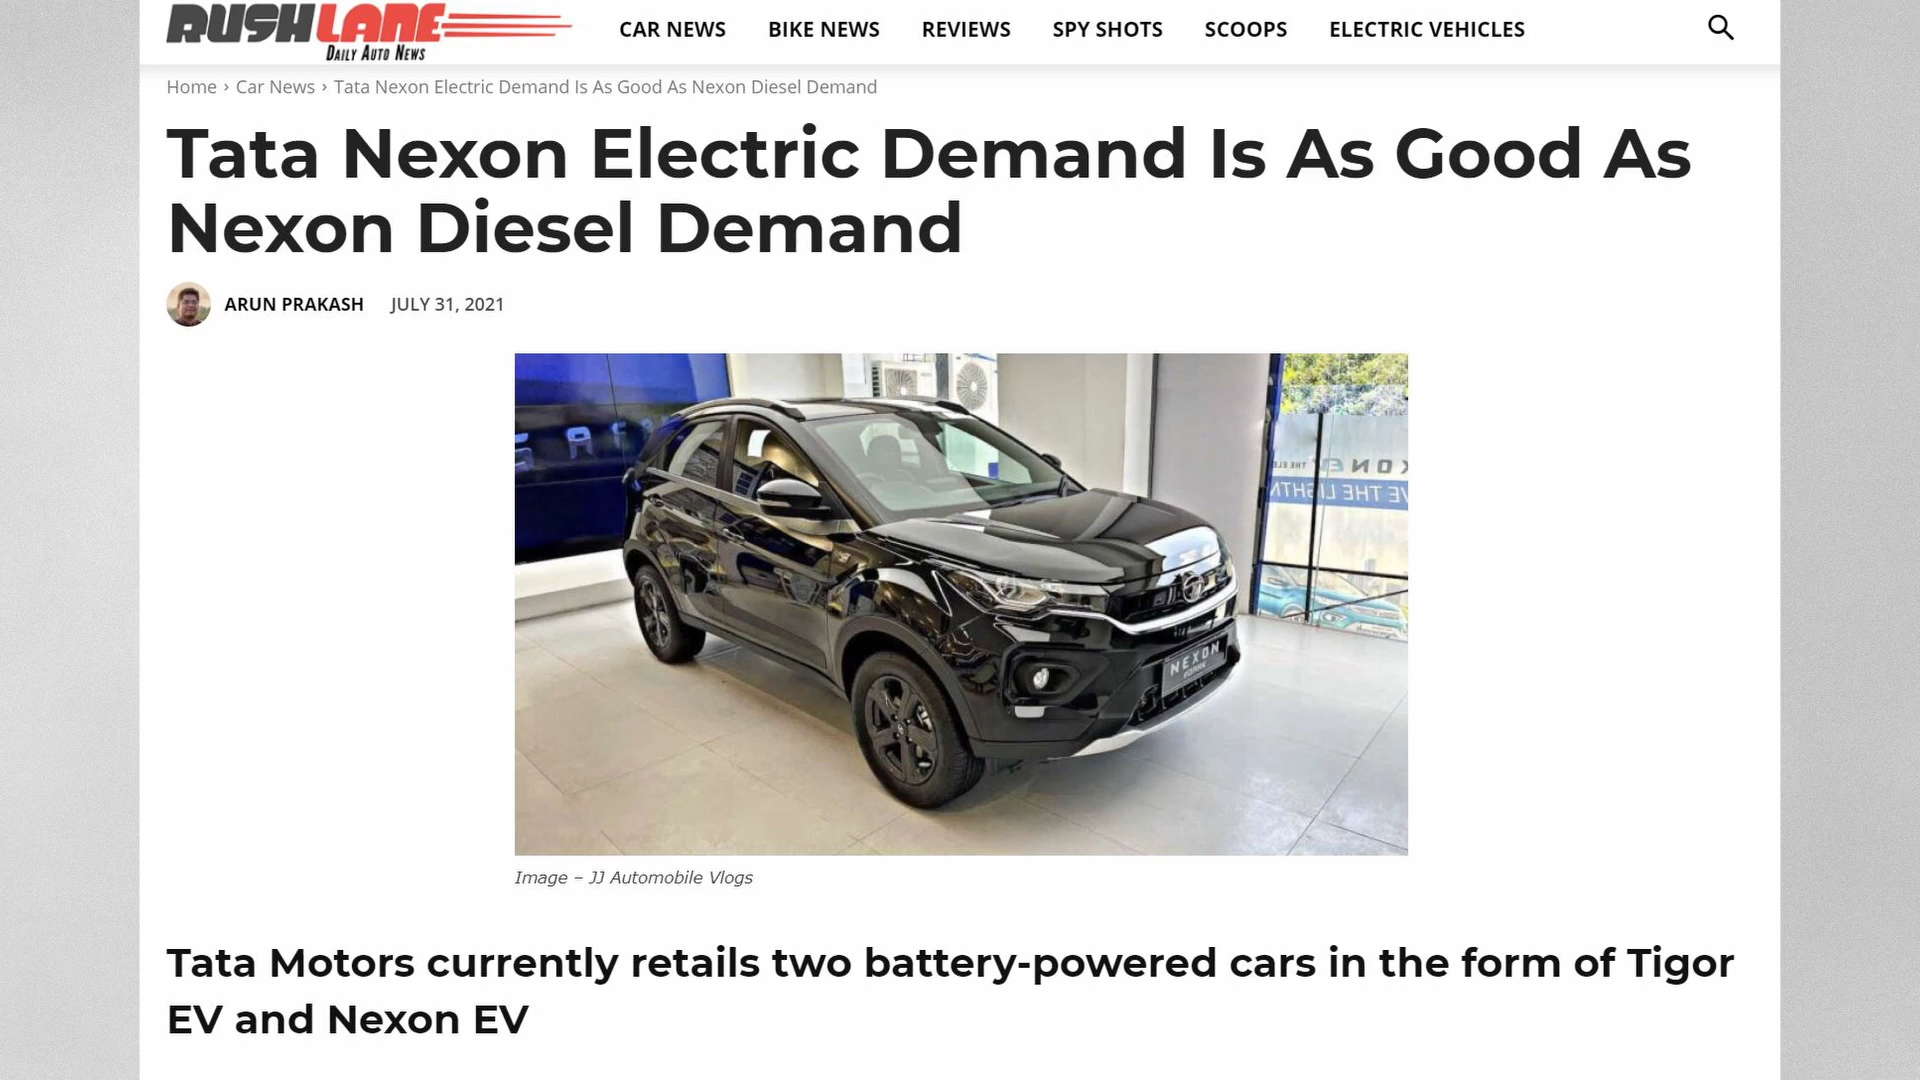 RUSHLANE
DAILY AUTO NEWS
CAR NEWS BIKE NEWS REVIEWS SPY SHOTS SCOOPS ELECTRIC VEHICLES
Home › Car News › Tata Nexon Electric Demand Is As Good As Nexon Diesel Demand
Tata Nexon Electric Demand Is As Good As
Nexon Diesel Demand
ARUN PRAKASH JULY 31, 2021
NEXON
Image – JJ Automobile Vlogs
Tata Motors currently retails two battery-powered cars in the form of Tigor
EV and Nexon EV